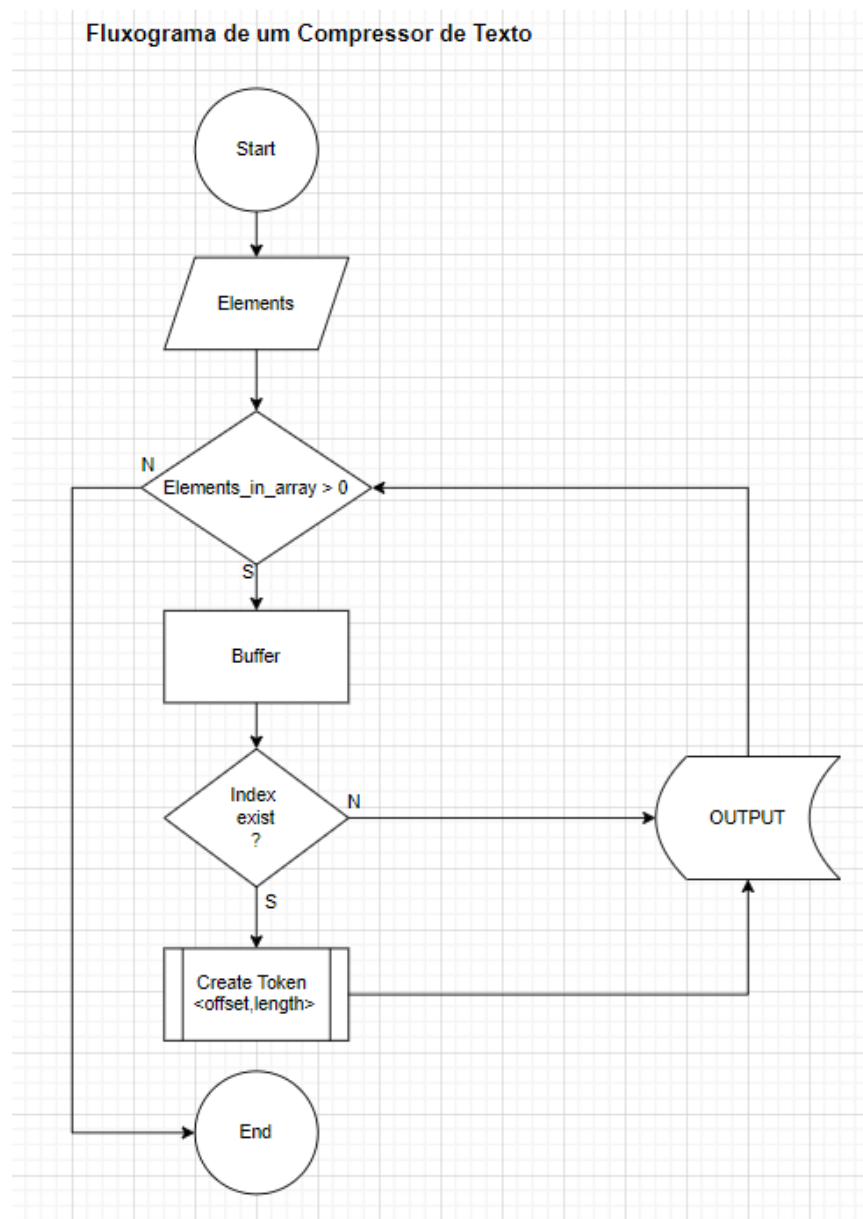 Fluxograma de um Compressor de Texto
Start
Elements
N
Elements_in_array > 0
S
Buffer
Index
exist
?
N
OUTPUT
S
Create Token
<offset,length>
End